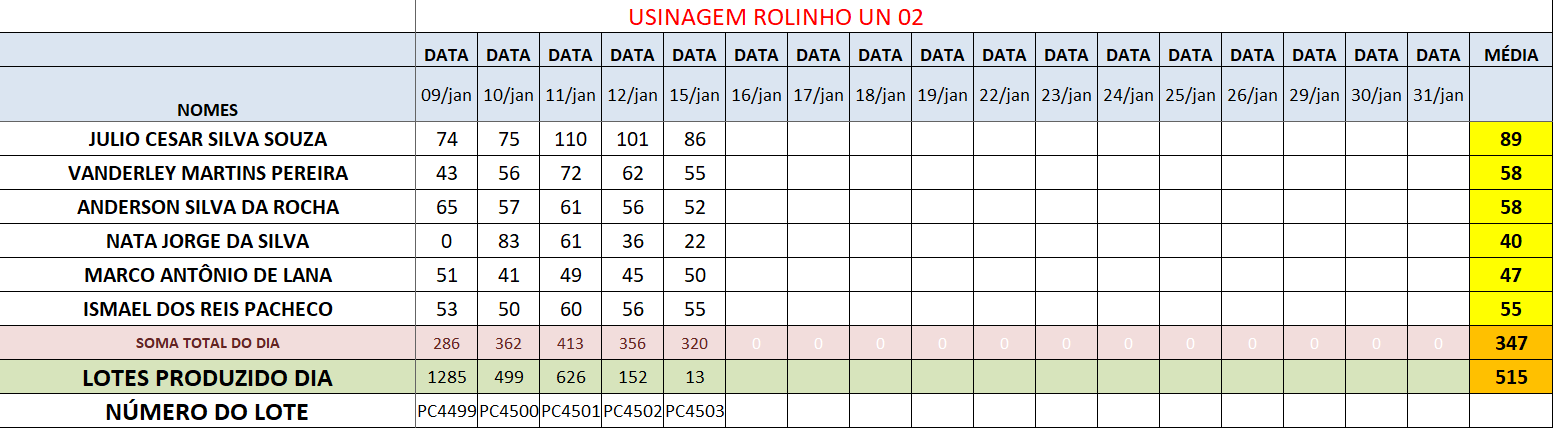 USINAGEM ROLINHO UN 02
DATA DATA DATA DATA DATA DATA DATA DATA DATA DATA DATA DATA DATA DATA DATA DATA DATA MÉDIA
NOMES 09/jan 10/jan 11/jan 12/jan 15/jan 16/jan 17/jan 18/jan 19/jan 22/jan 23/jan 24/jan 25/jan 26/jan 29/jan 30/jan 31/jan
JULIO CESAR SILVA SOUZA 74 75 110 101 86 89
VANDERLEY MARTINS PEREIRA 43 56 72 62 55 58
ANDERSON SILVA DA ROCHA 65 57 61 56 52 58
NATA JORGE DA SILVA 0 83 61 36 22 40
MARCO ANTÔNIO DE LANA 51 41 49 45 50 47
ISMAEL DOS REIS PACHECO 53 50 60 56 55 55
SOMA TOTAL DO DIA 286 362 413 356 320 0 0 0 0 0 0 0 0 0 0 0 0 347
LOTES PRODUZIDO DIA 1285 499 626 152 13 515
NÚMERO DO LOTE PC4499 PC4500 PC4501 PC4502 PC4503